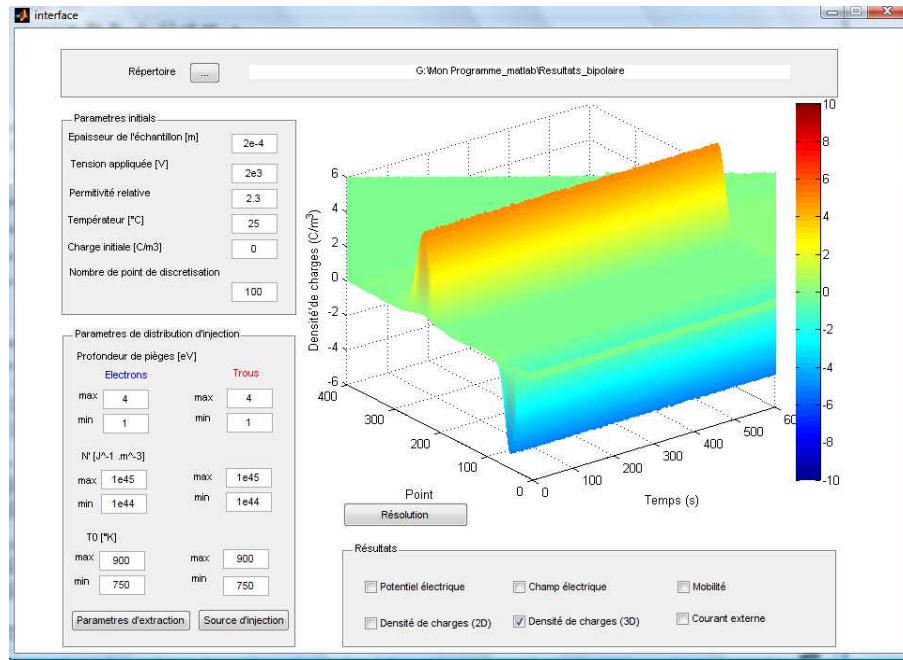 interface
Répertoire ... G:\Mon Programme_matlab\Resultats_bipolaire
Parametres initials
Epaisseur de l'échantillon [m] 2e-4
Tension appliquée [V] 2e3
Permitivité relative 2.3
Températeur [°C] 25
Charge initiale [C/m3] 0
Nombre de point de discretisation
100
Parametres de distribution d'injection
Profondeur de pièges [eV]
Electrons Trous
max 4 max 4
min 1 min 1
N' [J^-1 .m^-3]
max 1e45 max 1e45
min 1e44 min 1e44
T0 [°K]
max 900 max 900
min 750 min 750
Parametres d'extraction Source d'injection
Densité de charges (C/m³)
6
4
2
0
-2
-4
-6
400
300
200
100
0
Point
0
100
200
300
400
500
60
Temps (s)
10
8
6
4
2
0
-2
-4
-6
-8
-10
Résolution
Résultats
Potentiel électrique Champ électrique Mobilité
Densité de charges (2D) Densité de charges (3D) Courant externe